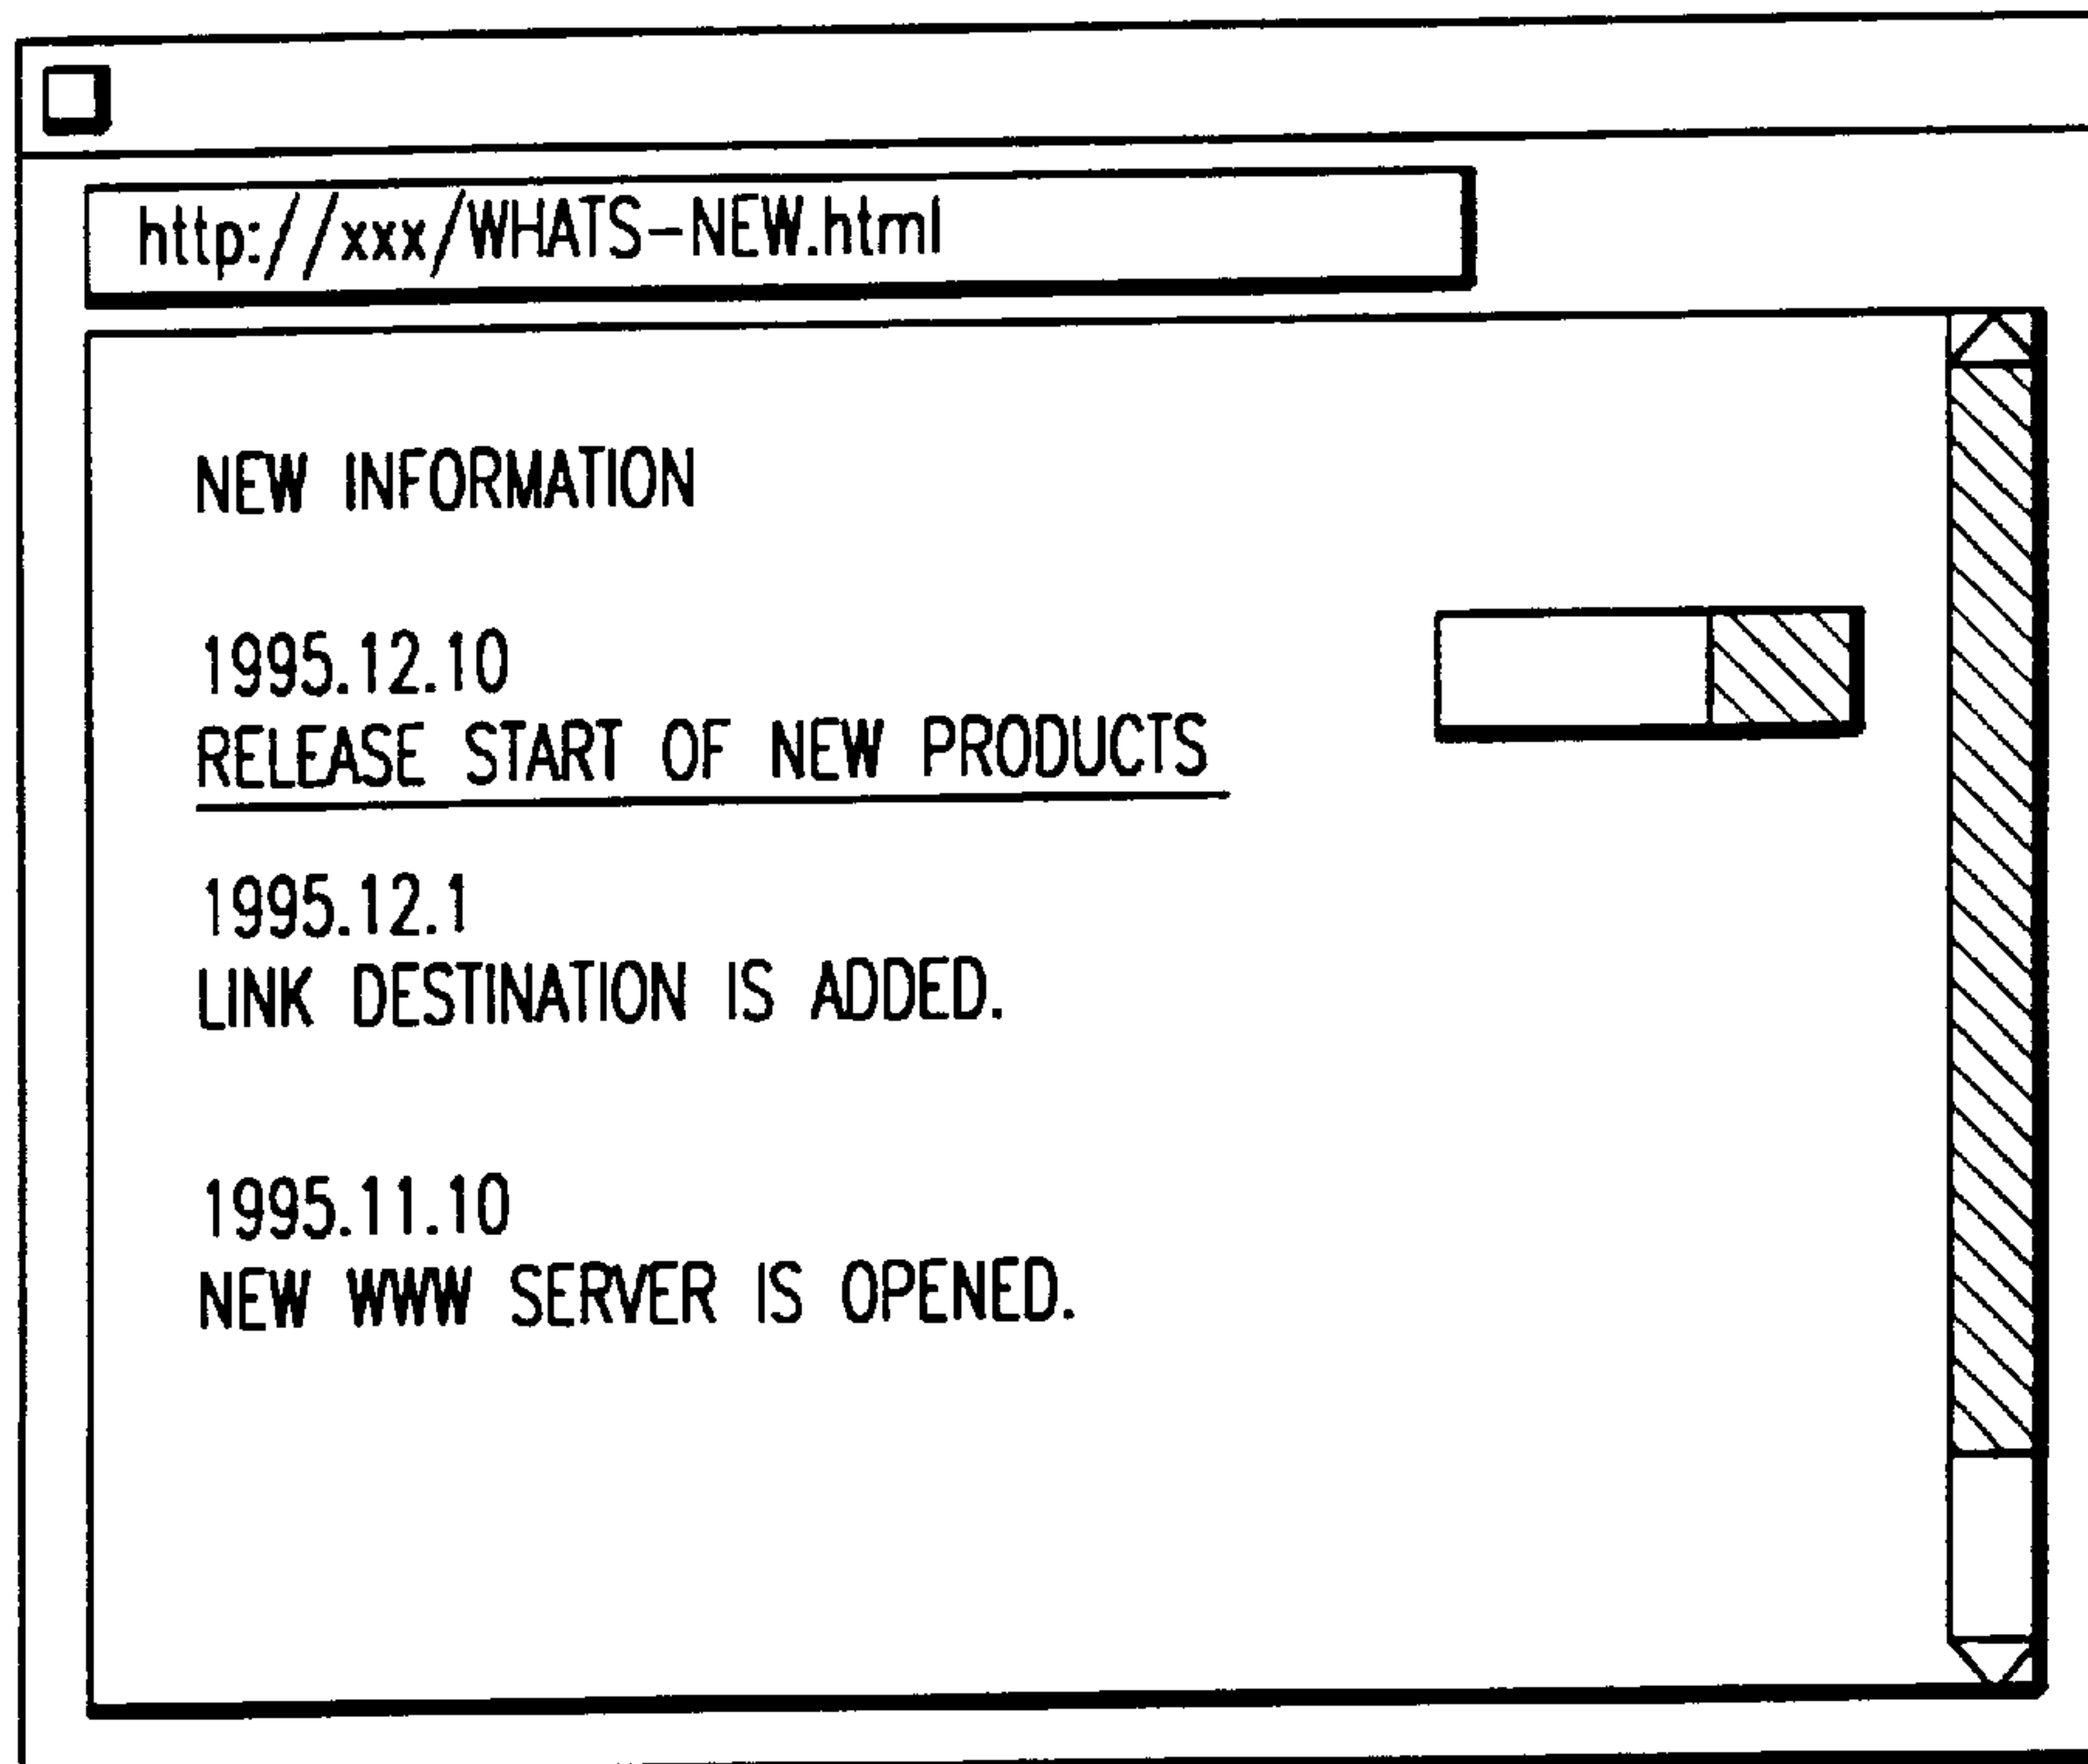 http://xxx/WHATS-NEW.html
NEW INFORMATION
1995.12.10
RELEASE START OF NEW PRODUCTS
1995.12.1
LINK DESTINATION IS ADDED.
1995.11.10
NEW WWW SERVER IS OPENED.